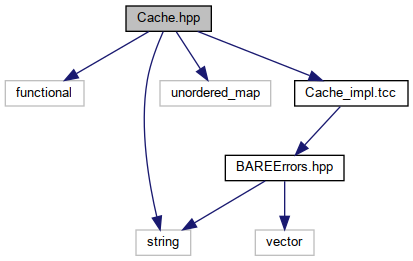 Cache.hpp
functional
unordered_map
Cache_impl.tcc
BAREErrors.hpp
string
vector